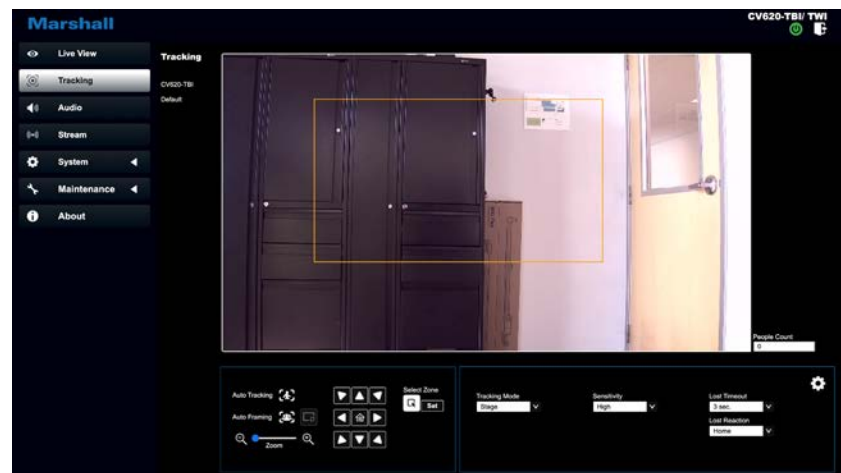 Marshall
CV620-TBI/ TWI
Live View
Tracking
Audio
Stream
System
Maintenance
About
Tracking
CV620-TBI
Default
People Count
0
Auto Tracking
Auto Framing
Zoom
Select Zone
Set
Tracking Mode
Stage
Sensitivity
High
Lost Timeout
3 sec.
Lost Reaction
Home